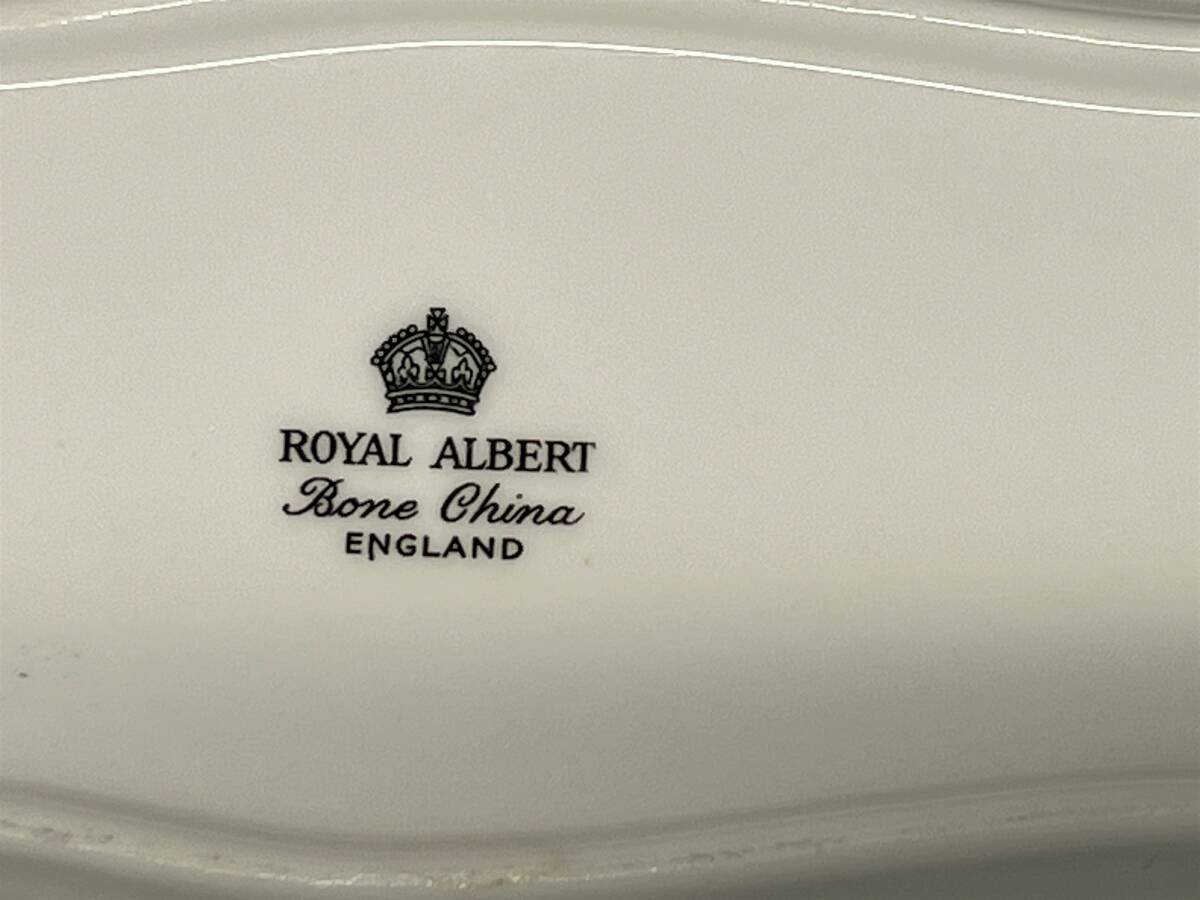 ROYAL ALBERT
Bone China
ENGLAND